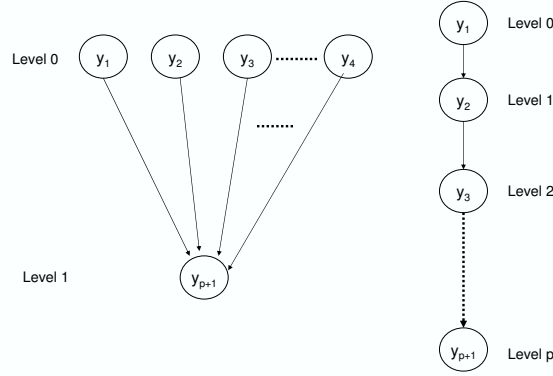 Level 0 y1 y2 y3 y4
Level 1 yp+1
y1 Level 0
y2 Level 1
y3 Level 2
yp+1 Level p